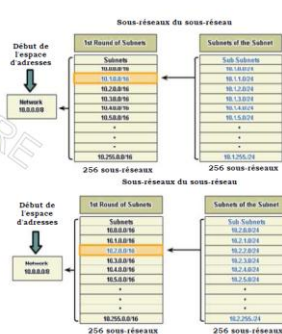 Sous-réseaux du sous-réseau
Début de
l'espace
d'adresses
Network
10.0.0.0/8
1st Round of Subnets
Subnets
10.0.0.0/16
10.1.0.0/16
10.2.0.0/16
10.3.0.0/16
10.4.0.0/16
10.5.0.0/16
10.255.0.0/16
256 sous-réseaux
Subnets of the Subnet
Sub Subnets
10.1.0.0/24
10.1.1.0/24
10.1.2.0/24
10.1.3.0/24
10.1.4.0/24
10.1.5.0/24
10.1.255./24
256 sous-réseaux
Sous-réseaux du sous-réseau
Début de
l'espace
d'adresses
Network
10.0.0.0/8
1st Round of Subnets
Subnets
10.0.0.0/16
10.1.0.0/16
10.2.0.0/16
10.3.0.0/16
10.4.0.0/16
10.5.0.0/16
10.255.0.0/16
256 sous-réseaux
Subnets of the Subnet
Sub Subnets
10.2.0.0/24
10.2.1.0/24
10.2.2.0/24
10.2.3.0/24
10.2.4.0/24
10.2.5.0/24
10.2.255./24
256 sous-réseaux